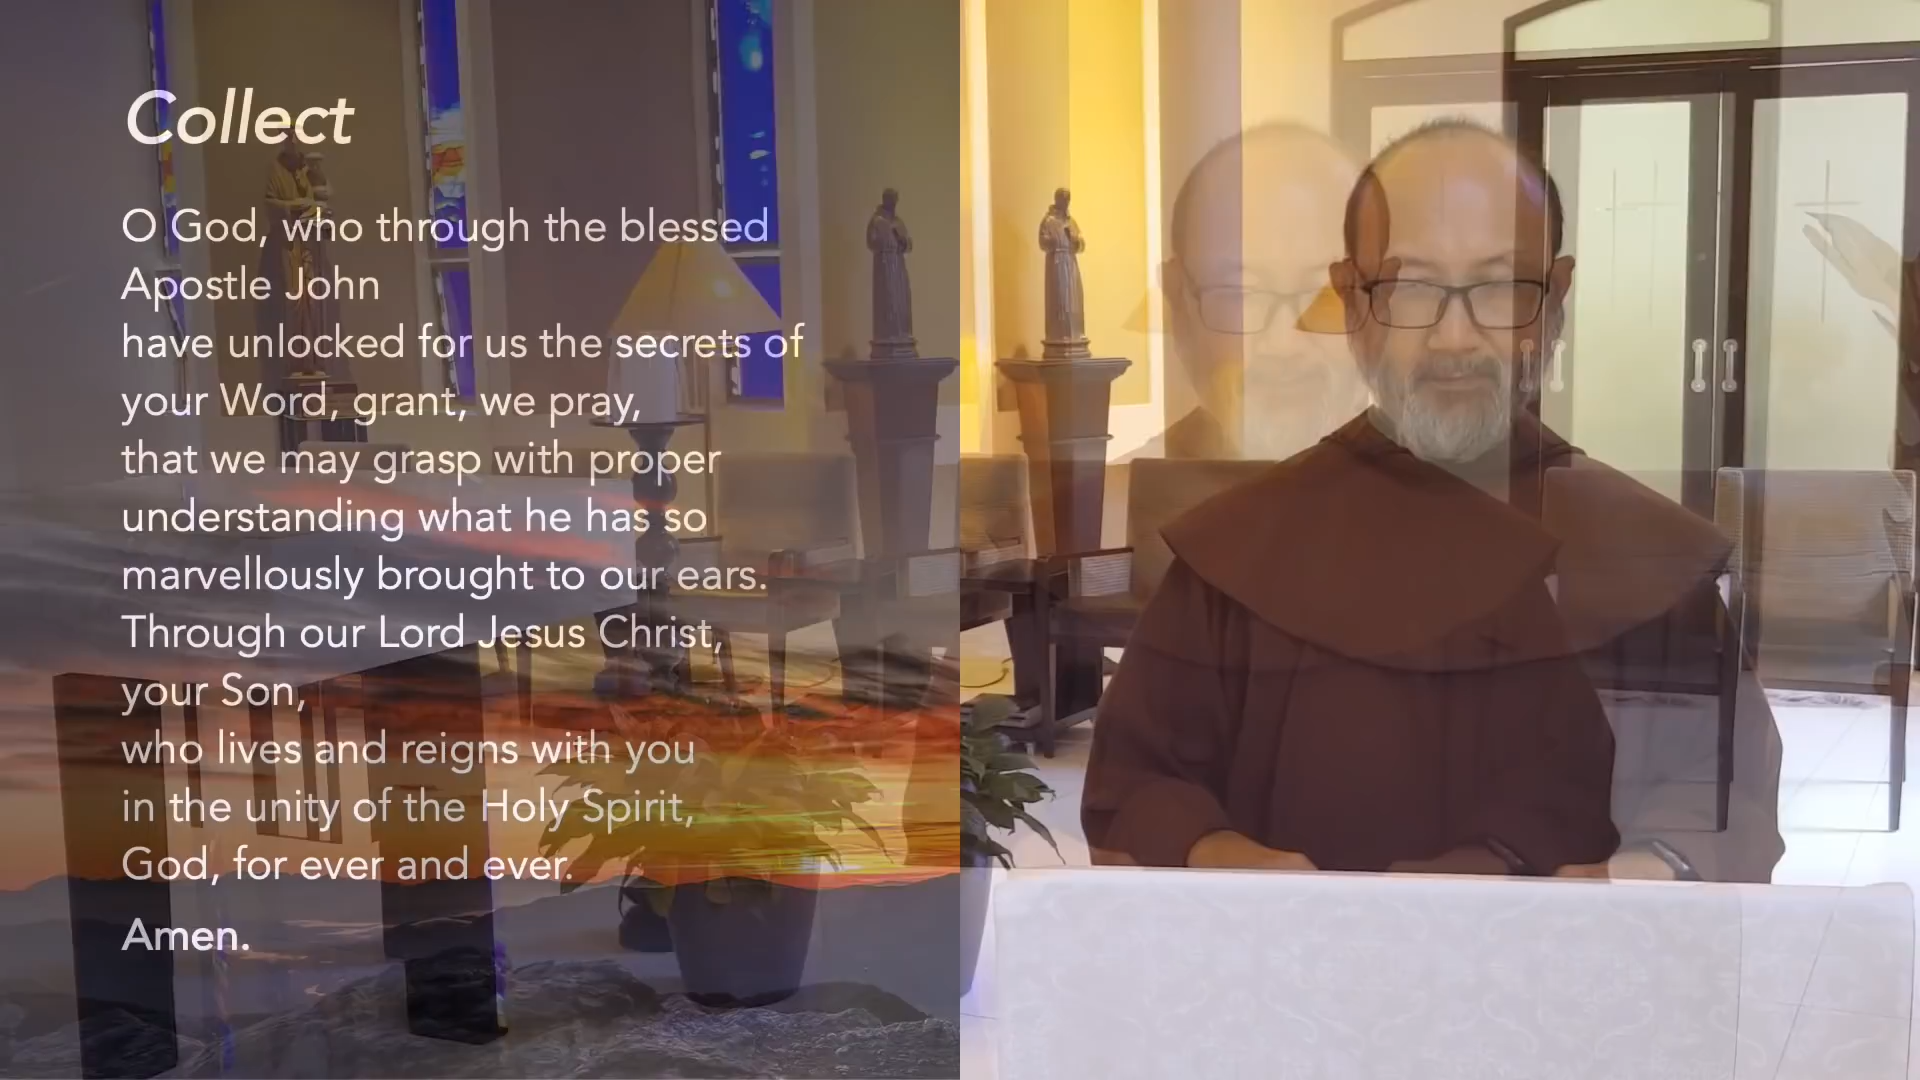 Collect
O God, who through the blessed
Apostle John
have unlocked for us the secrets of
your Word, grant, we pray,
that we may grasp with proper
understanding what he has so
marvellously brought to our ears.
Through our Lord Jesus Christ,
your Son,
who lives and reigns with you
in the unity of the Holy Spirit,
God, for ever and ever.
Amen.